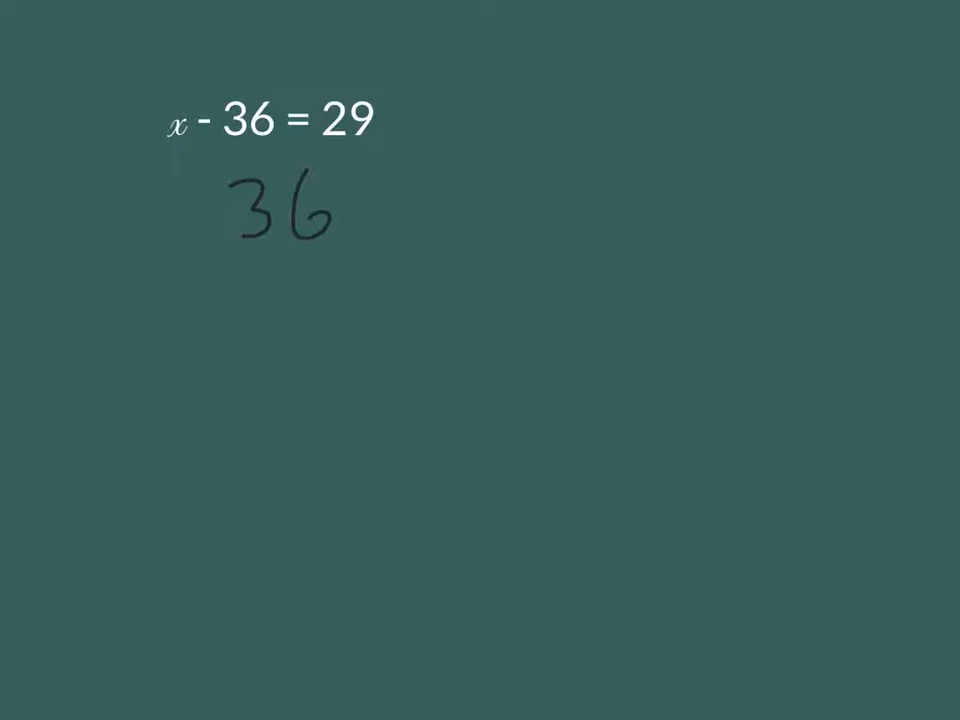 x - 36 = 29
36